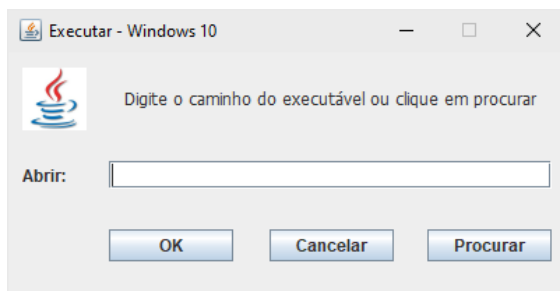 Executar - Windows 10
Digite o caminho do executável ou clique em procurar
Abrir:
OK Cancelar Procurar